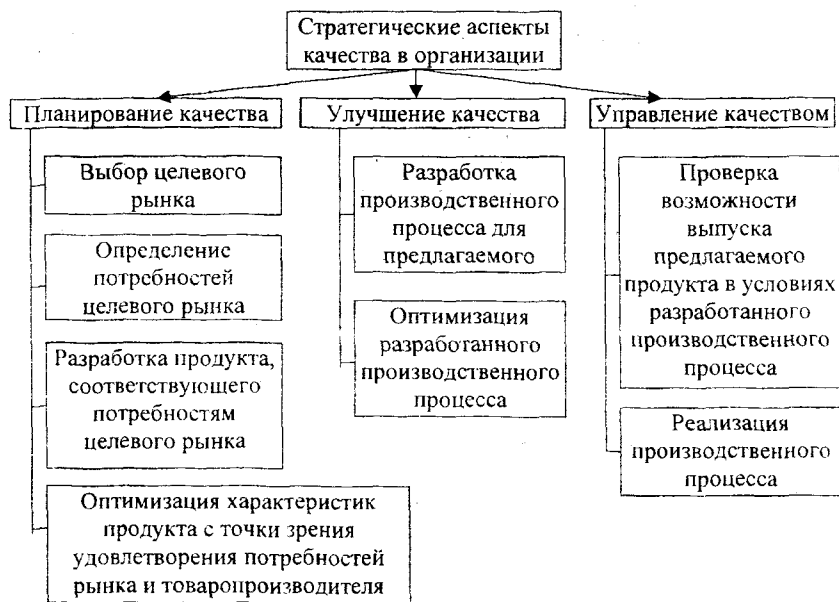 Стратегические аспекты
качества в организации
Планирование качества
Выбор целевого
рынка
Определение
потребностей
целевого рынка
Разработка продукта,
соответствующего
потребностям
целевого рынка
Оптимизация характеристик
продукта с точки зрения
удовлетворения потребностей
рынка и товаропроизводителя
Улучшение качества
Разработка
производственного
процесса для
предлагаемого
Оптимизация
разработанного
производственного
процесса
Управление качеством
Проверка
возможности
выпуска
предлагаемого
продукта в условиях
разработанного
производственного
процесса
Реализация
производственного
процесса